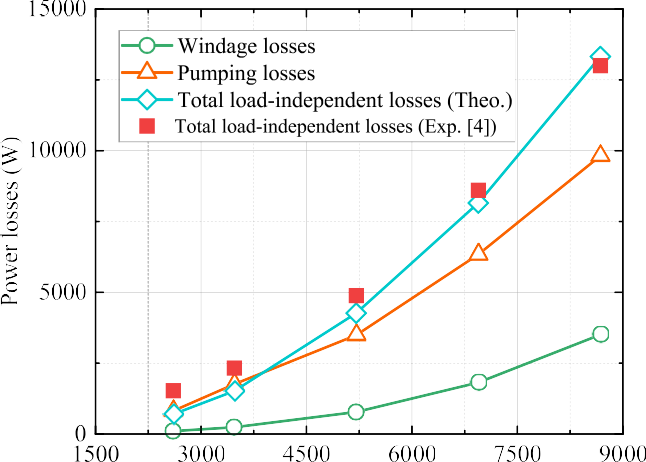 15000
10000
5000
0
Power losses (W)
Windage losses
Pumping losses
Total load-independent losses (Theo.)
Total load-independent losses (Exp. [4])
1500 3000 4500 6000 7500 9000